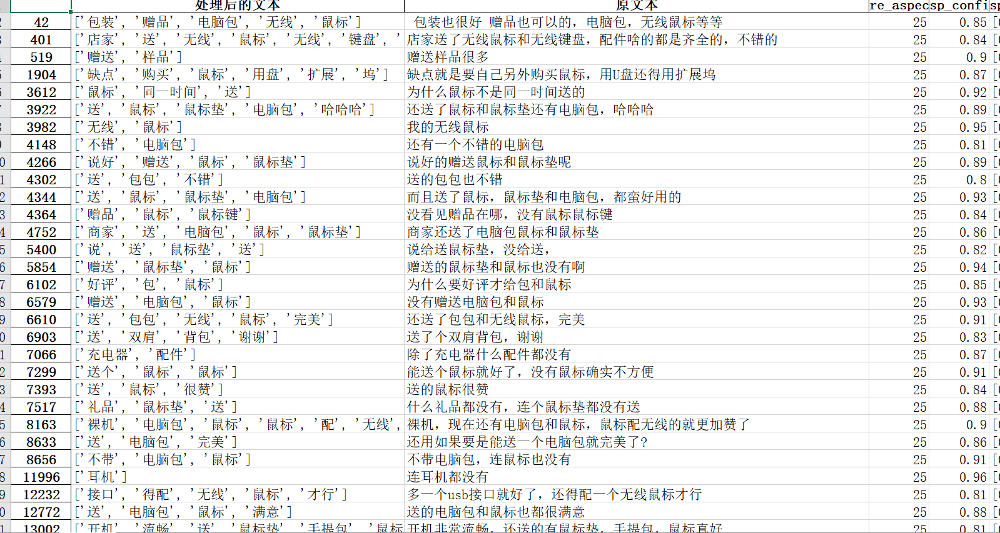 处理后的文本 原文本 re_aspec sp_confi sp
42 ['包装', '赠品', '电脑包', '无线', '鼠标'] 包装也很好 赠品也可以的，电脑包，无线鼠标等等 25 0.85 [
401 ['店家', '送', '无线', '鼠标', '无线', '键盘', ' 店家送了无线鼠标和无线键盘，配件啥的都是齐全的，不错的 25 0.84 [
519 ['赠送', '样品'] 赠送样品很多 25 0.9 [
1904 ['缺点', '购买', '鼠标', '用盘', '扩展', '坞'] 缺点就是要自己另外购买鼠标，用U盘还得用扩展坞 25 0.87 [
3612 ['鼠标', '同一时间', '送'] 为什么鼠标不是同一时间送的 25 0.92 [
3922 ['送', '鼠标', '鼠标垫', '电脑包', '哈哈哈'] 还送了鼠标和鼠标垫还有电脑包，哈哈哈 25 0.89 [
3982 ['无线', '鼠标'] 我的无线鼠标 25 0.95 [
4148 ['不错', '电脑包'] 还有一个不错的电脑包 25 0.81 [
4266 ['说好', '赠送', '鼠标', '鼠标垫'] 说好的赠送鼠标和鼠标垫呢 25 0.89 [
4302 ['送', '包包', '不错'] 送的包包也不错 25 0.8 [
4344 ['送', '鼠标', '鼠标垫', '电脑包'] 而且送了鼠标，鼠标垫和电脑包，都蛮好用的 25 0.93 [
4364 ['赠品', '鼠标', '鼠标键'] 没看见赠品在哪，没有鼠标鼠标键 25 0.84 [
4752 ['商家', '送', '电脑包', '鼠标', '鼠标垫'] 商家还送了电脑包鼠标和鼠标垫 25 0.86 [
5400 ['说', '送', '鼠标垫', '送'] 说给送鼠标垫，没给送， 25 0.82 [
5854 ['赠送', '鼠标垫', '鼠标'] 赠送的鼠标垫和鼠标也没有啊 25 0.94 [
6102 ['好评', '包', '鼠标'] 为什么要好评才给包和鼠标 25 0.85 [
6579 ['赠送', '电脑包', '鼠标'] 没有赠送电脑包和鼠标 25 0.93 [
6610 ['送', '包包', '无线', '鼠标', '完美'] 还送了包包和无线鼠标，完美 25 0.91 [
6903 ['送', '双肩', '背包', '谢谢'] 送了个双肩背包，谢谢 25 0.83 [
7066 ['充电器', '配件'] 除了充电器什么配件都没有 25 0.87 [
7299 ['送个', '鼠标', '鼠标'] 能送个鼠标就好了，没有鼠标确实不方便 25 0.91 [
7393 ['送', '鼠标', '很赞'] 送的鼠标很赞 25 0.84 [
7517 ['礼品', '鼠标垫', '送'] 什么礼品都没有，连个鼠标垫都没有送 25 0.88 [
8163 ['裸机', '电脑包', '鼠标', '鼠标', '配', '无线', 裸机，现在还有电脑包和鼠标，鼠标配无线的就更加赞了 25 0.9 [
8633 ['送', '电脑包', '完美'] 还用如果要是能送一个电脑包就完美了? 25 0.86 [
8656 ['不带', '电脑包', '鼠标'] 不带电脑包，连鼠标也没有 25 0.91 [
11996 ['耳机'] 连耳机都没有 25 0.96 [
12232 ['接口', '得配', '无线', '鼠标', '才行'] 多一个usb接口就好了，还得配一个无线鼠标才行 25 0.81 [
12772 ['送', '电脑包', '鼠标', '满意'] 送的电脑包和鼠标也都很满意 25 0.88 [
13002 ['开机', '流畅', '送', '鼠标垫', '手提包', '鼠标 开机非常流畅，还送的有鼠标垫，手提包，鼠标真好 25 0.81 [